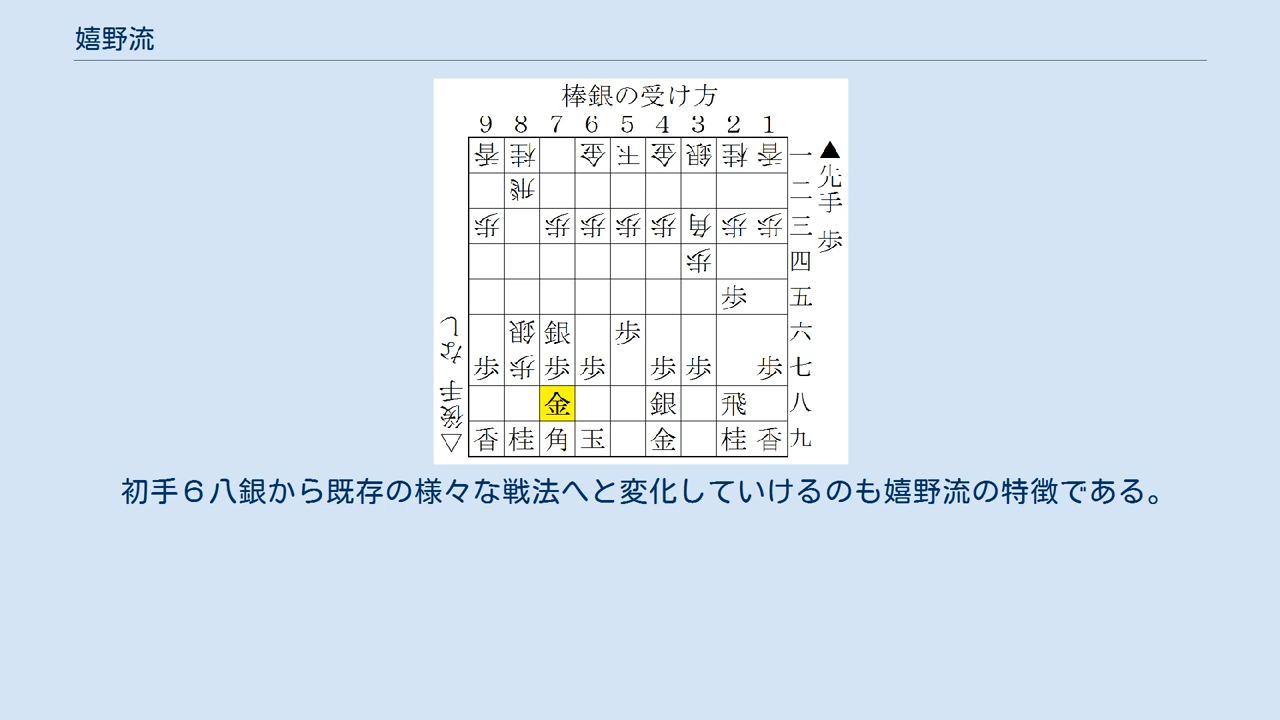 嬉野流
棒銀の受け方
9 8 7 6 5 4 3 2 1
香 桂 金 玉 金 銀 桂 香 一
飛 二
歩 歩 歩 歩 歩 角 歩 歩 三
歩 四
歩 五
銀 銀 歩 六
歩 歩 歩 歩 歩 歩 歩 七
金 銀 飛 八
香 桂 角 玉 金 桂 香 九
▲先手 歩
△後手 なし
初手６八銀から既存の様々な戦法へと変化していけるのも嬉野流の特徴である。